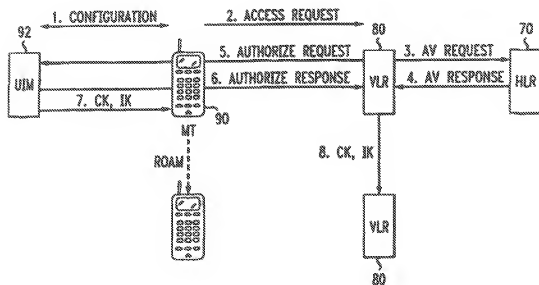 1. CONFIGURATION
2. ACCESS REQUEST
92
80
70
5. AUTHORIZE REQUEST
3. AV REQUEST
UIM
6. AUTHORIZE RESPONSE
VLR
4. AV RESPONSE
HLR
7. CK, IK
90
MT
ROAM
8. CK, IK
VLR
80